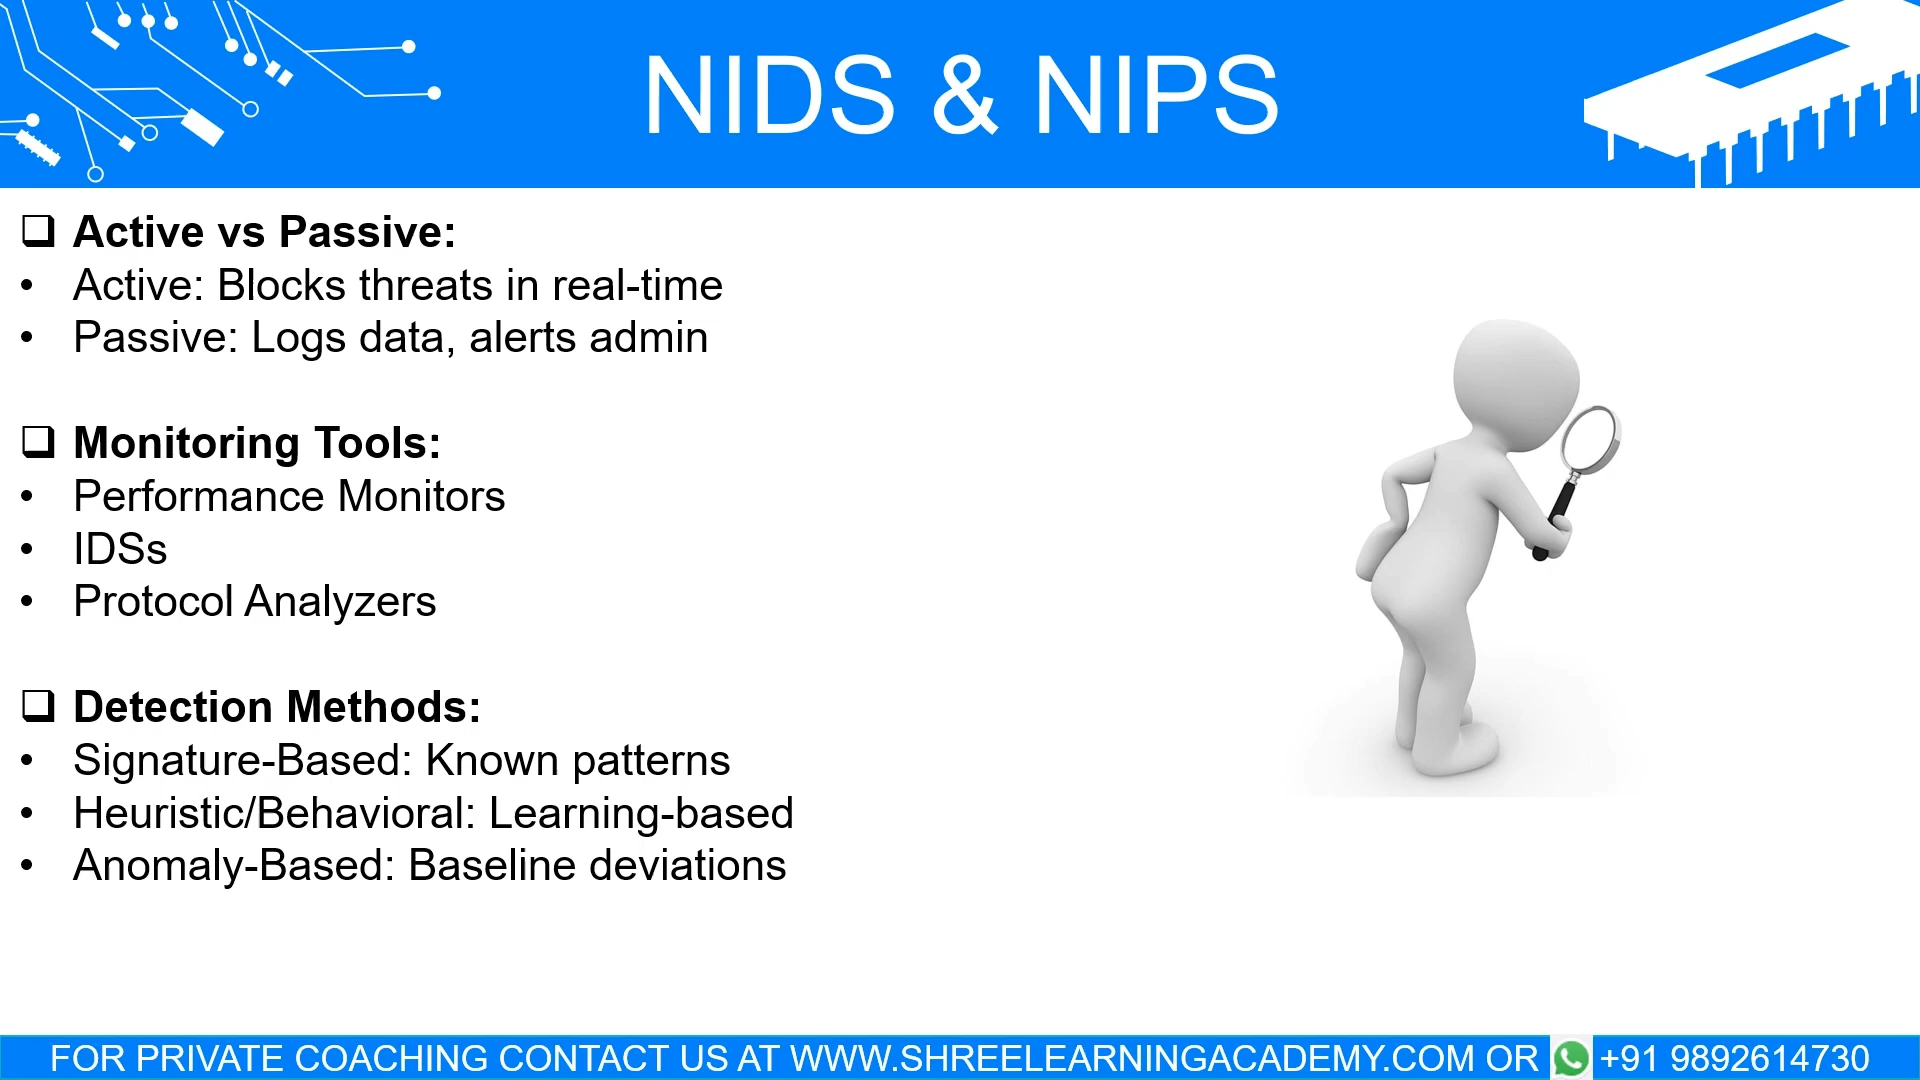 NIDS & NIPS
❑ Active vs Passive:
• Active: Blocks threats in real-time
• Passive: Logs data, alerts admin
❑ Monitoring Tools:
• Performance Monitors
• IDSs
• Protocol Analyzers
❑ Detection Methods:
• Signature-Based: Known patterns
• Heuristic/Behavioral: Learning-based
• Anomaly-Based: Baseline deviations
FOR PRIVATE COACHING CONTACT US AT WWW.SHREELEARNINGACADEMY.COM OR +91 9892614730